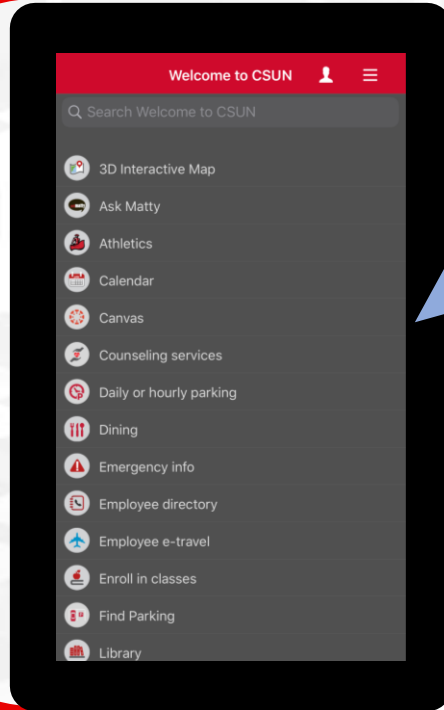 Welcome to CSUN
Search Welcome to CSUN
3D Interactive Map
Ask Matty
Athletics
Calendar
Canvas
Counseling services
Daily or hourly parking
Dining
Emergency info
Employee directory
Employee e-travel
Enroll in classes
Find Parking
Library